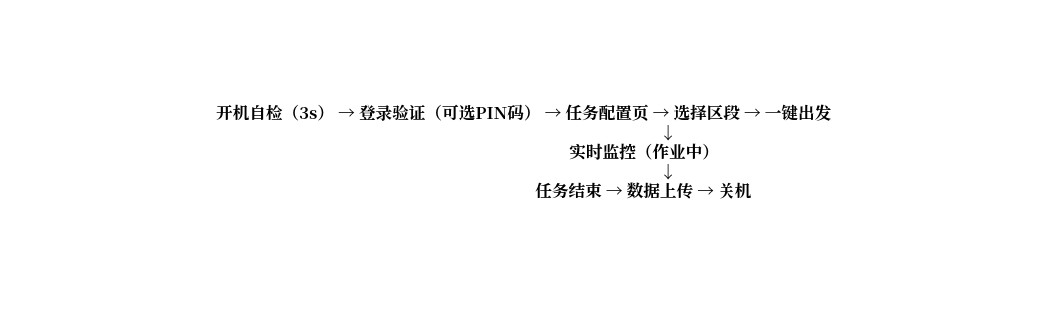 开机自检（3s） → 登录验证（可选PIN码） → 任务配置页 → 选择区段 → 一键出发
↓
实时监控（作业中）
↓
任务结束 → 数据上传 → 关机